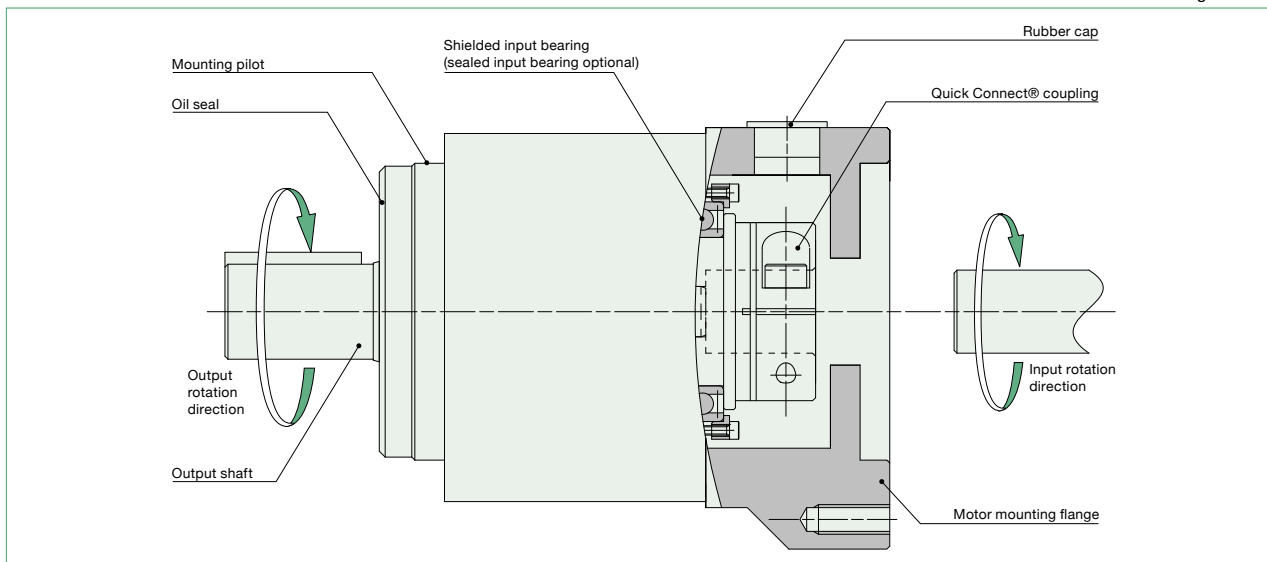 Rubber cap
Shielded input bearing
(sealed input bearing optional)
Mounting pilot
Quick Connect® coupling
Oil seal
Output
rotation
direction
Input rotation
direction
Output shaft
Motor mounting flange